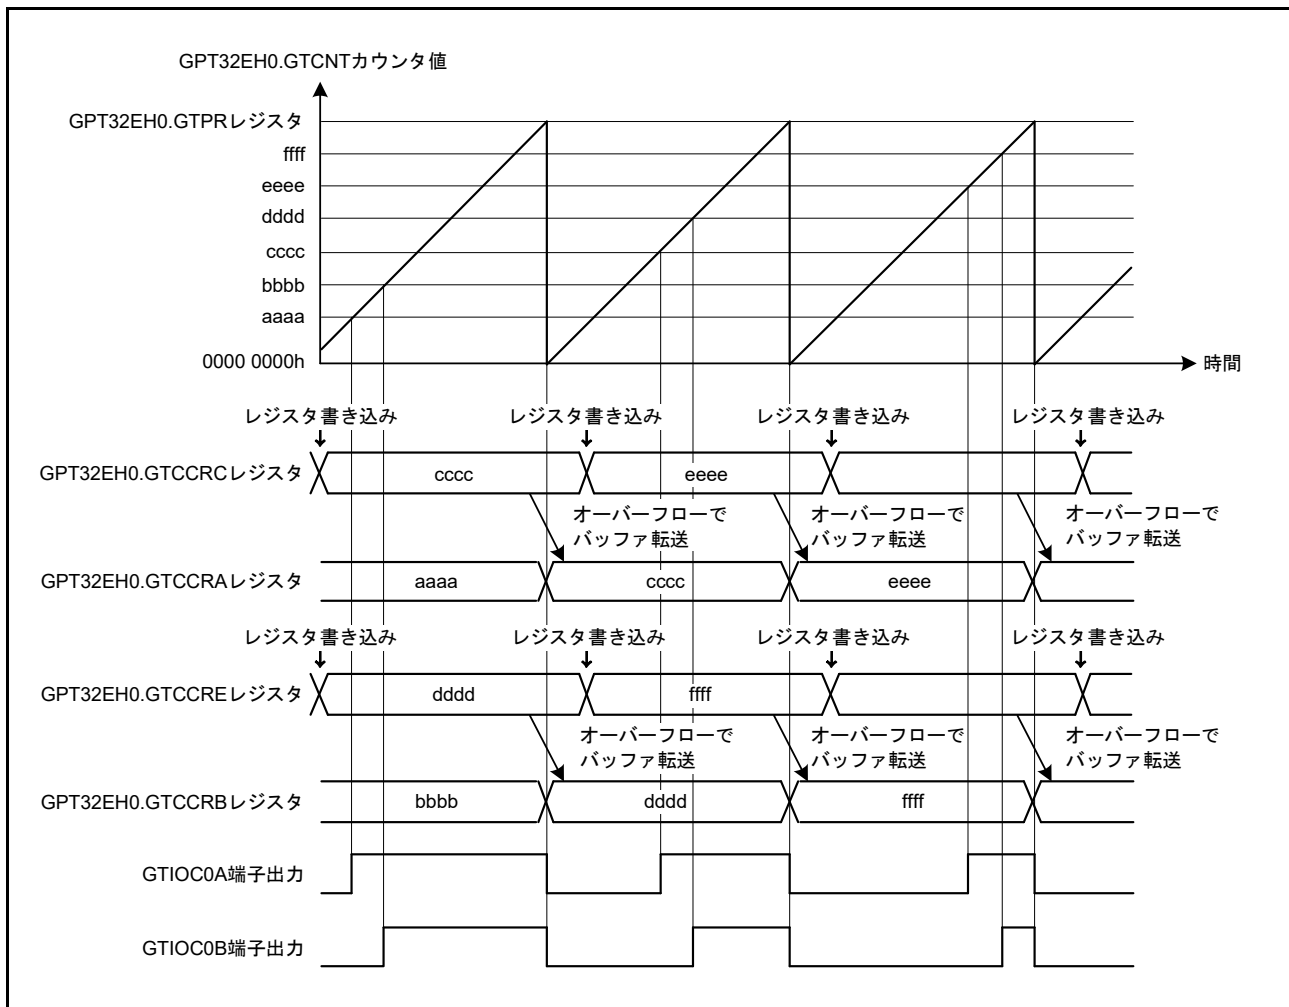 GPT32EH0.GTCNTカウンタ値
GPT32EH0.GTPRレジスタ
ffff
eeee
dddd
cccc
bbbb
aaaa
0000 0000h
時間
レジスタ書き込み
レジスタ書き込み
レジスタ書き込み
レジスタ書き込み
GPT32EH0.GTCCRCレジスタ
cccc
eeee
オーバーフローで
バッファ転送
オーバーフローで
バッファ転送
オーバーフローで
バッファ転送
GPT32EH0.GTCCRAレジスタ
aaaa
cccc
eeee
レジスタ書き込み
レジスタ書き込み
レジスタ書き込み
レジスタ書き込み
GPT32EH0.GTCCREレジスタ
dddd
ffff
オーバーフローで
バッファ転送
オーバーフローで
バッファ転送
オーバーフローで
バッファ転送
GPT32EH0.GTCCRBレジスタ
bbbb
dddd
ffff
GTIOC0A端子出力
GTIOC0B端子出力